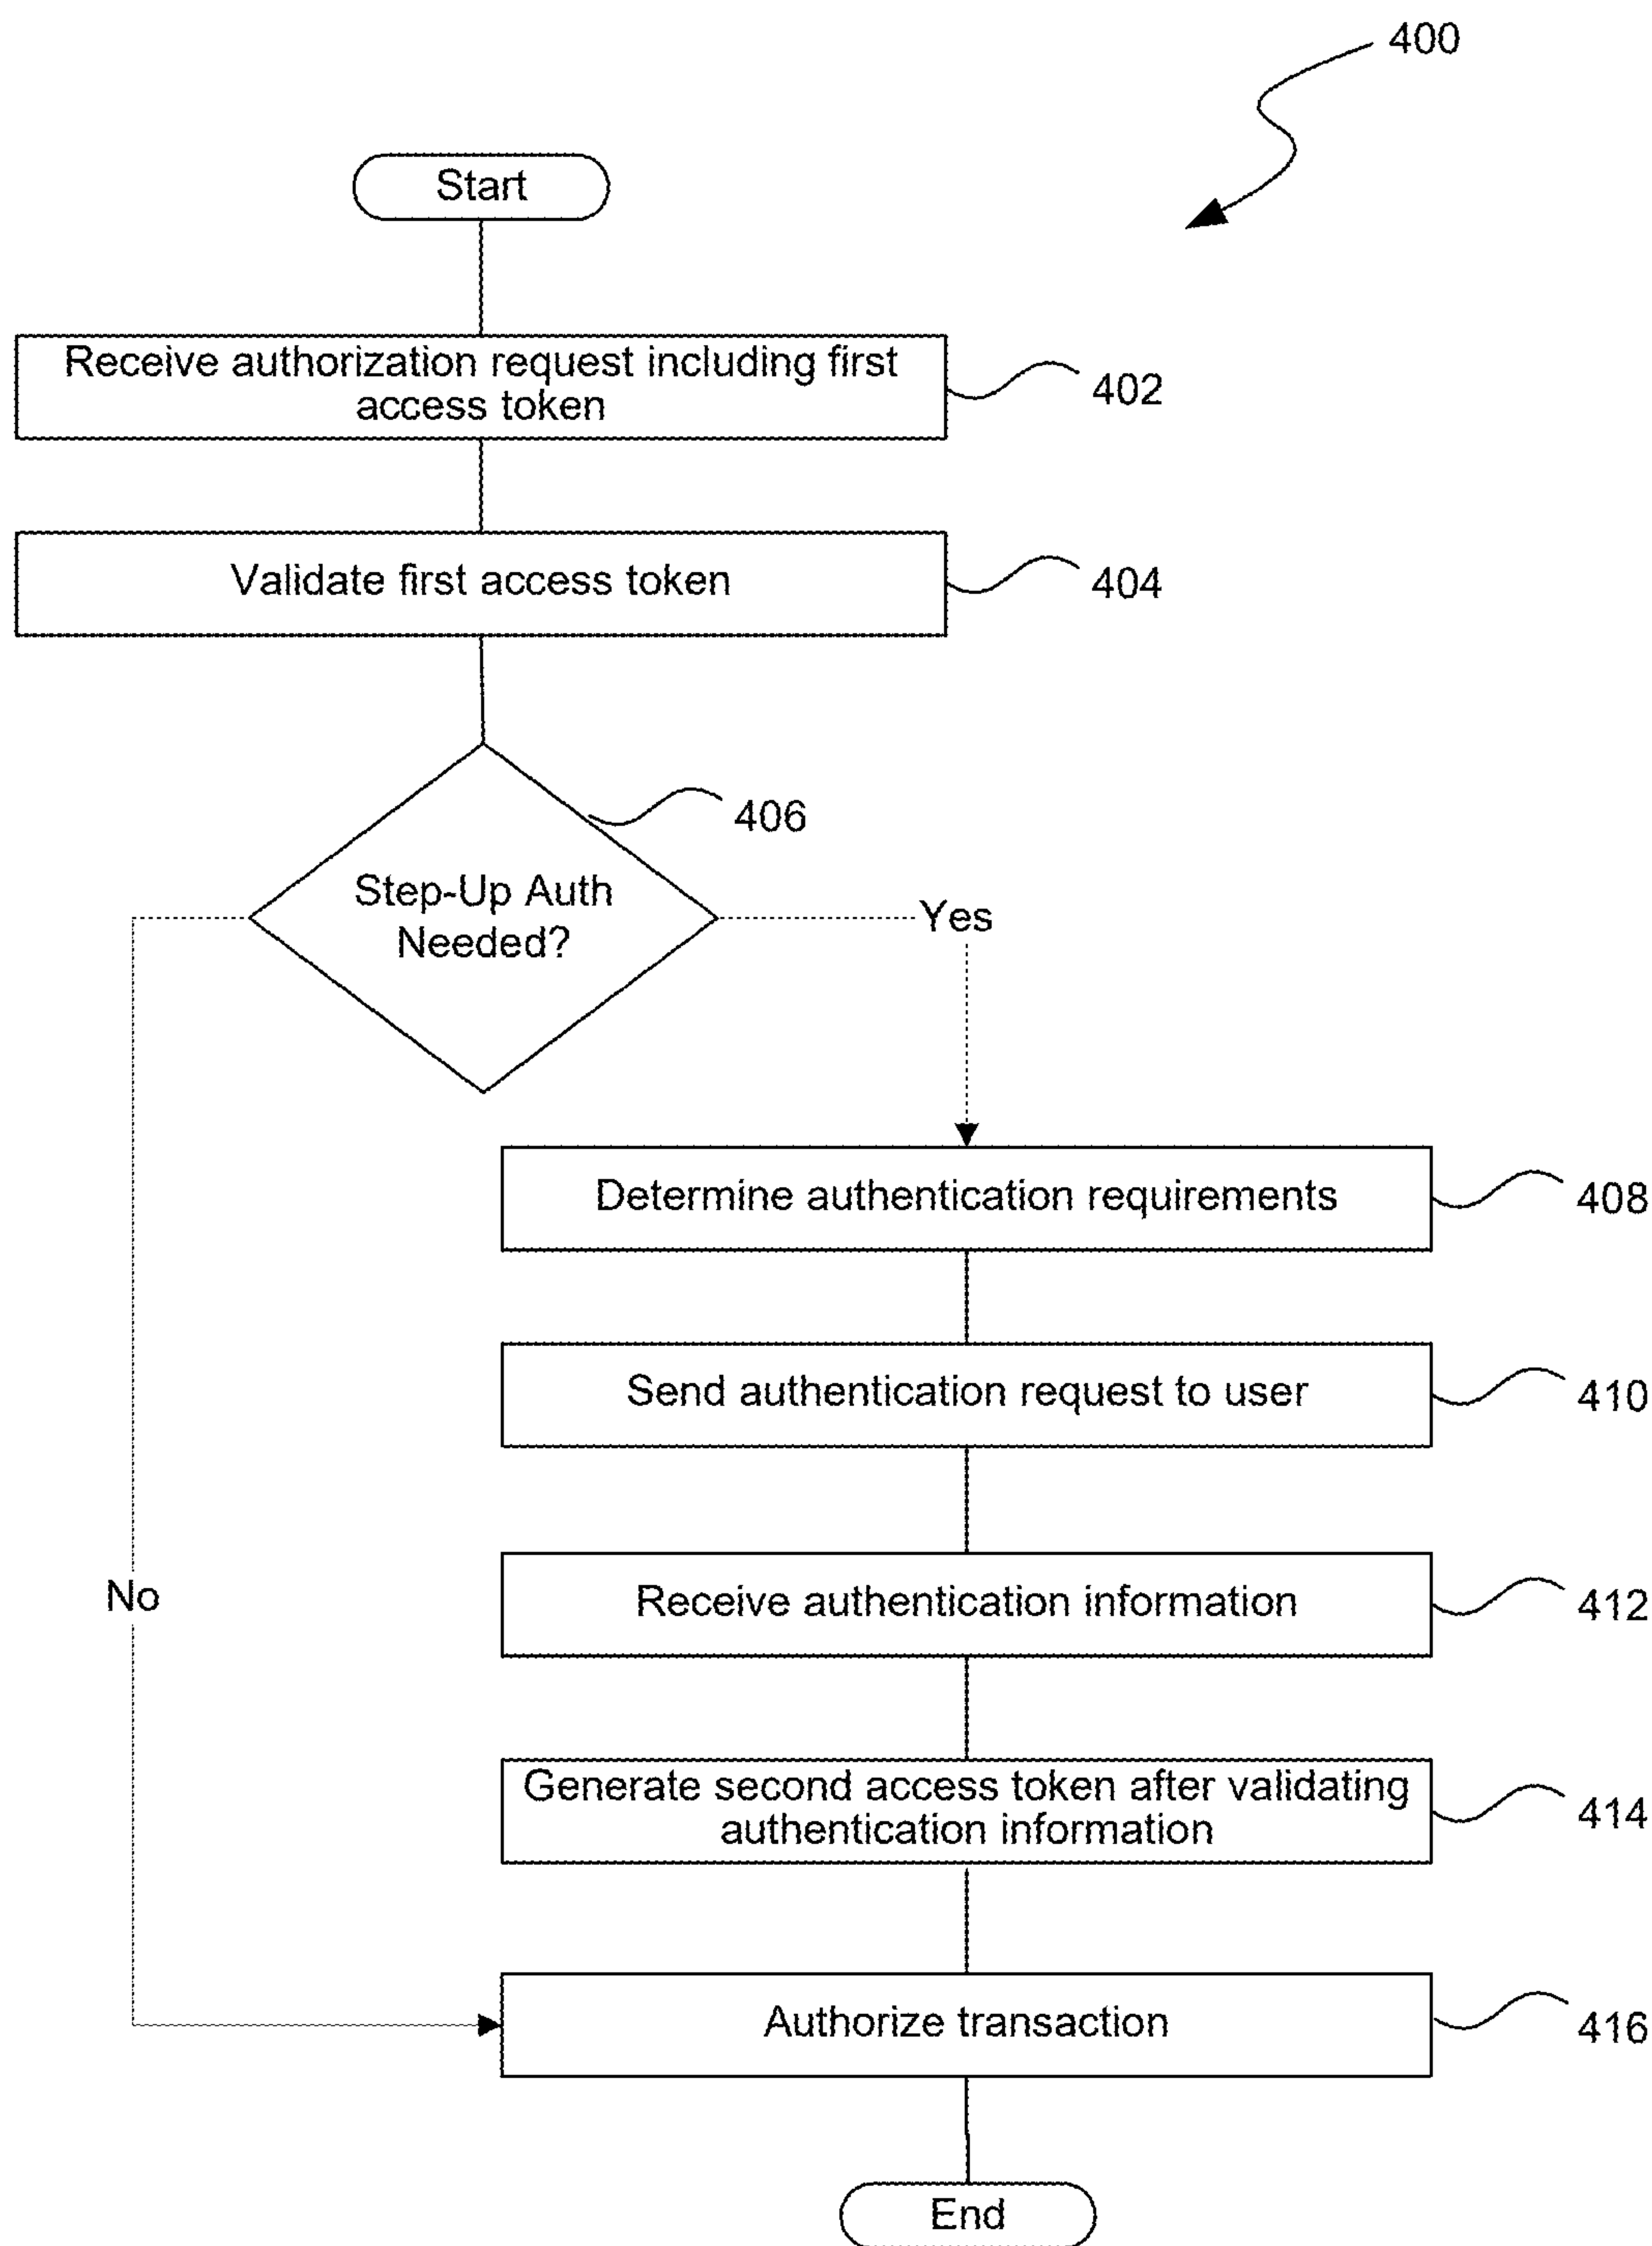 400
Start
Receive authorization request including first
access token
402
Validate first access token
404
406
Step-Up Auth
Needed?
Yes
Determine authentication requirements
408
Send authentication request to user
410
No
Receive authentication information
412
Generate second access token after validating
authentication information
414
Authorize transaction
416
End